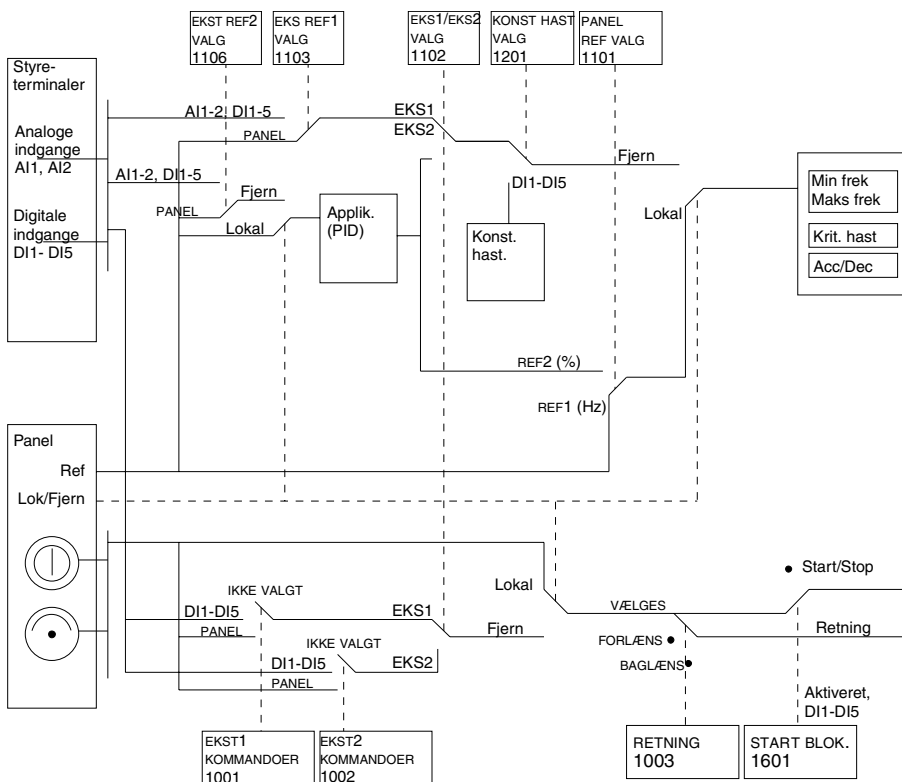 EKST REF2
VALG
1106
EKS REF1
VALG
1103
EKS1/EKS2
VALG
1102
KONST HAST
VALG
1201
PANEL
REF VALG
1101
Styre-
terminaler
Analoge
indgange
AI1, AI2
Digitale
indgange
DI1- DI5
AI1-2, DI1-5
PANEL
EKS1
EKS2
AI1-2, DI1-5
PANEL
Fjern
Lokal
Applik.
(PID)
DI1-DI5
Konst.
hast.
Fjern
Lokal
Min frek
Maks frek
Krit. hast
Acc/Dec
REF2 (%)
REF1 (Hz)
Panel
Ref
Lok/Fjern
IKKE VALGT
DI1-DI5
PANEL
EKS1
IKKE VALGT
DI1-DI5
EKS2
PANEL
Fjern
Lokal
VÆLGES
Start/Stop
Retning
FORLÆNS
BAGLÆNS
Aktiveret,
DI1-DI5
EKST1
KOMMANDOER
1001
EKST2
KOMMANDOER
1002
RETNING
1003
START BLOK.
1601